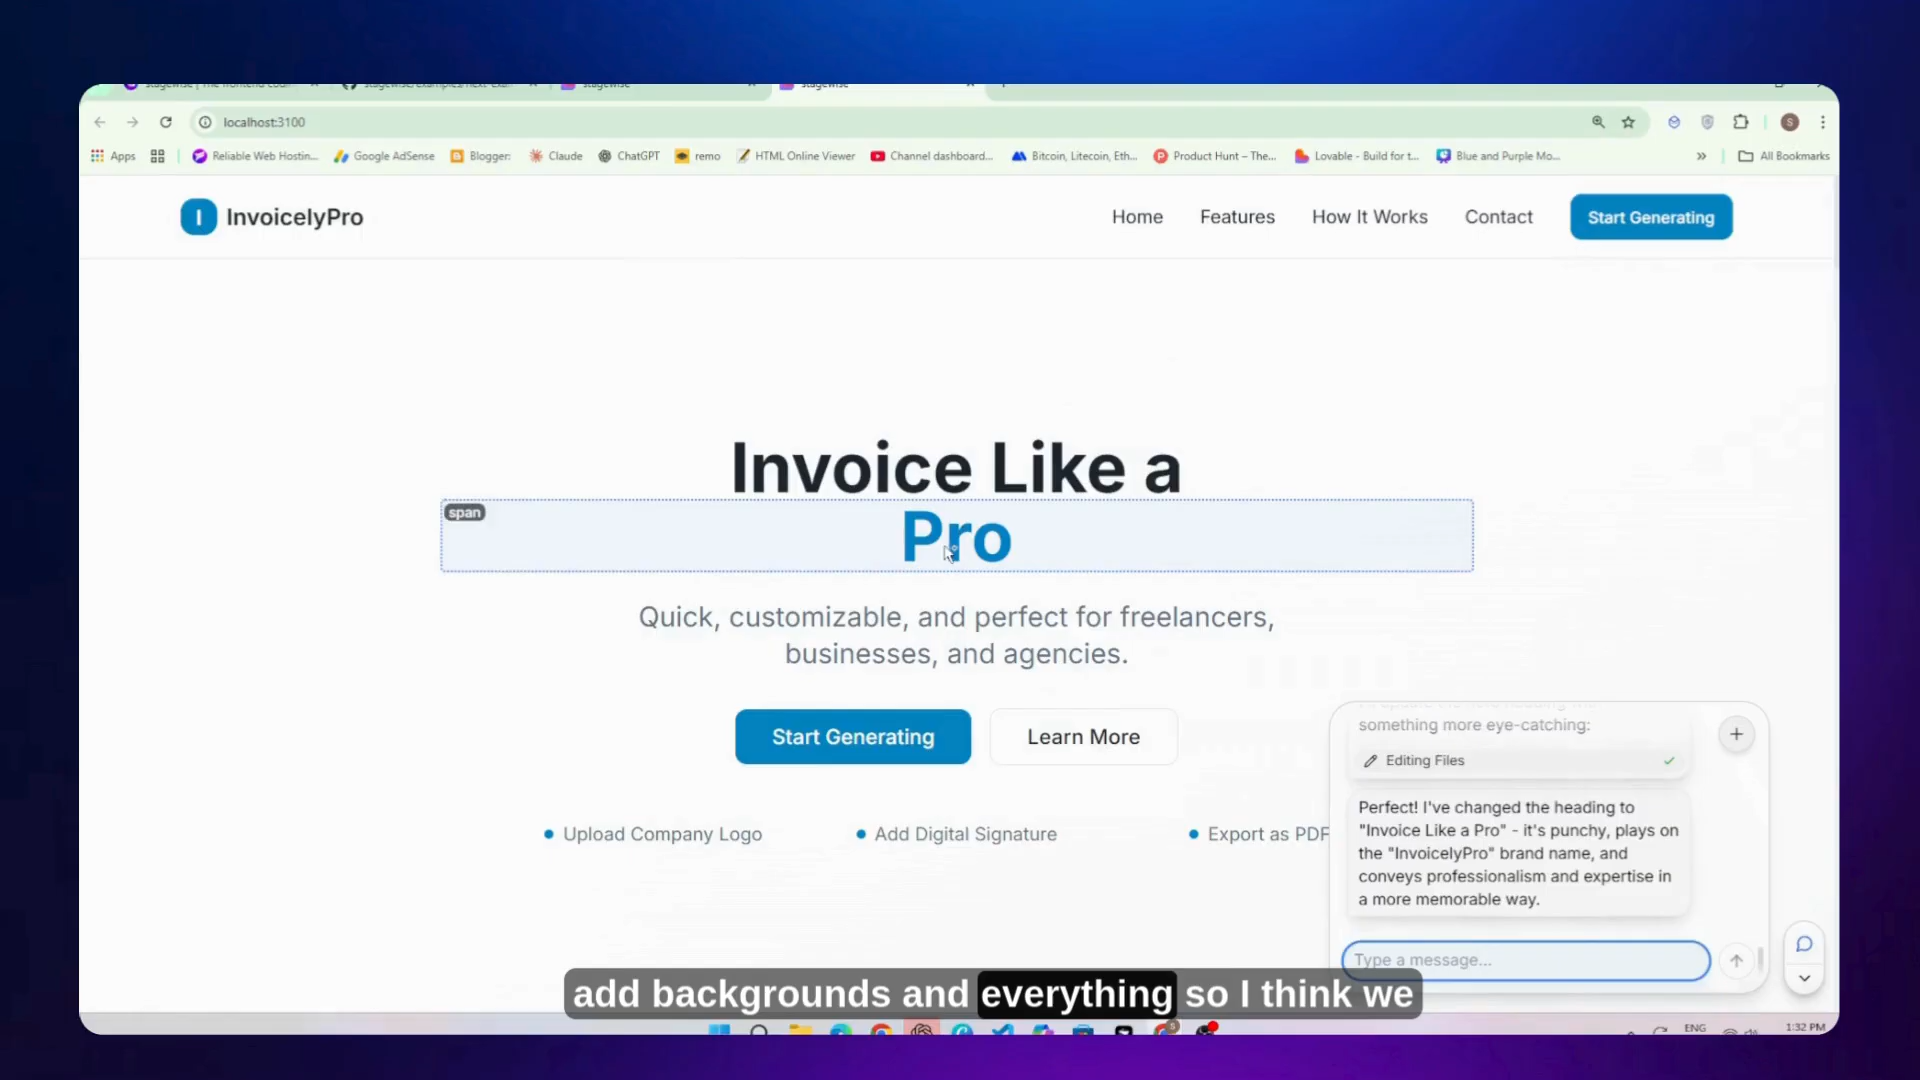 stagewise
stagewise
localhost:3100
S
Apps
Reliable Web Hostin...
Google AdSense
Blogger:
Claude
ChatGPT
remo
HTML Online Viewer
Channel dashboard...
Bitcoin, Litecoin, Eth...
Product Hunt – The...
Lovable - Build for t...
Blue and Purple Mo...
»
All Bookmarks
I InvoicelyPro
Home
Features
How It Works
Contact
Start Generating
Invoice Like a
span
Pro
Quick, customizable, and perfect for freelancers,
businesses, and agencies.
Start Generating
Learn More
Upload Company Logo
Add Digital Signature
Export as PDF
something more eye-catching:
Editing Files
Perfect! I've changed the heading to
"Invoice Like a Pro" - it's punchy, plays on
the "InvoicelyPro" brand name, and
conveys professionalism and expertise in
a more memorable way.
Type a message...
add backgrounds and everything so I think we
ENG
1:32 PM